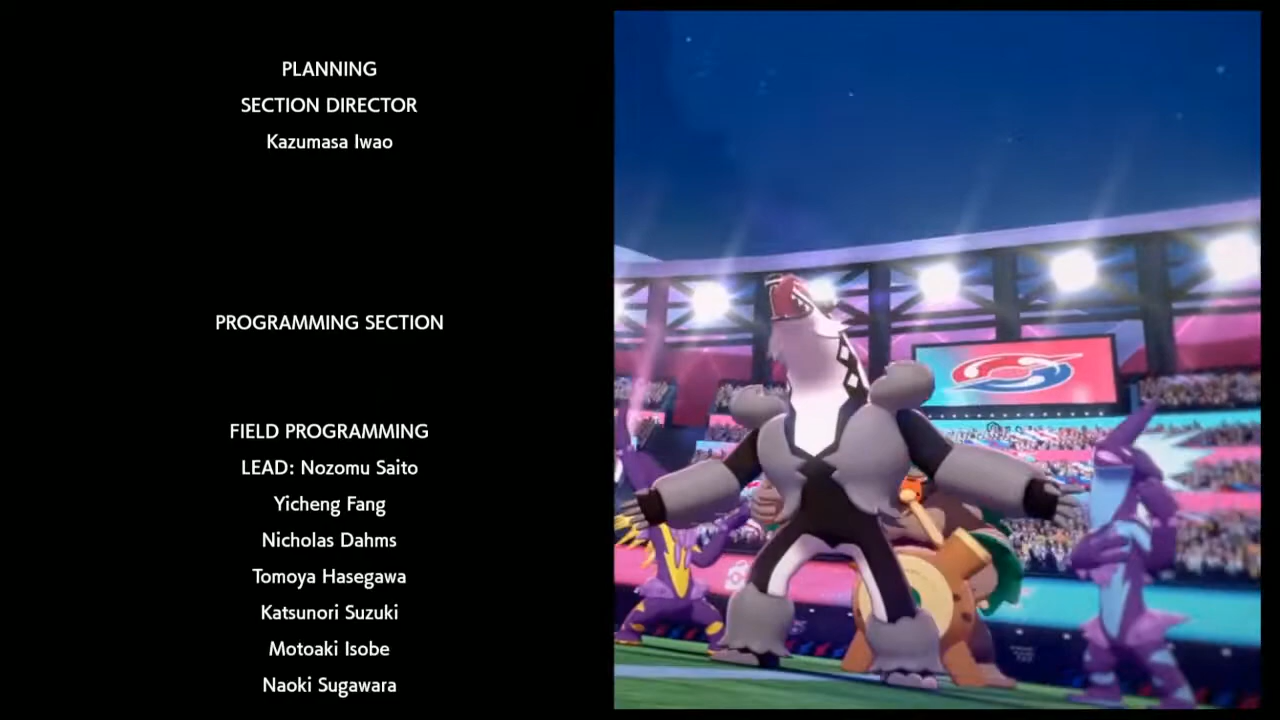 PLANNING
SECTION DIRECTOR
Kazumasa Iwao
PROGRAMMING SECTION
FIELD PROGRAMMING
LEAD: Nozomu Saito
Yicheng Fang
Nicholas Dahms
Tomoya Hasegawa
Katsunori Suzuki
Motoaki Isobe
Naoki Sugawara